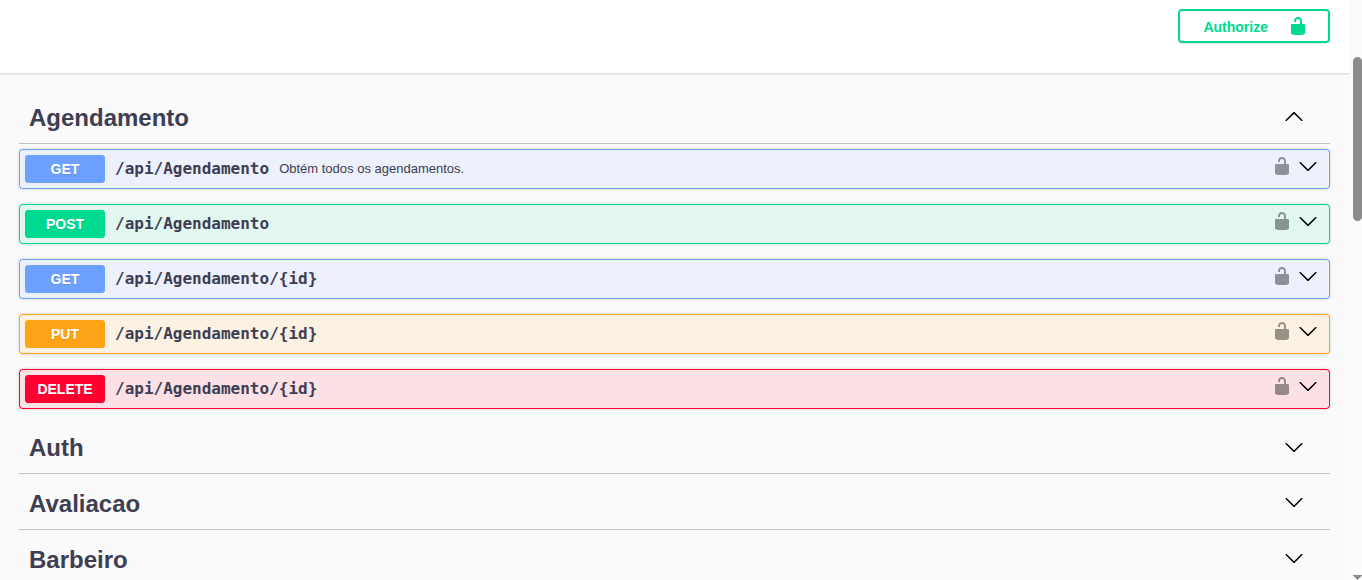 Authorize
Agendamento
GET /api/Agendamento Obtém todos os agendamentos.
POST /api/Agendamento
GET /api/Agendamento/{id}
PUT /api/Agendamento/{id}
DELETE /api/Agendamento/{id}
Auth
Avaliacao
Barbeiro